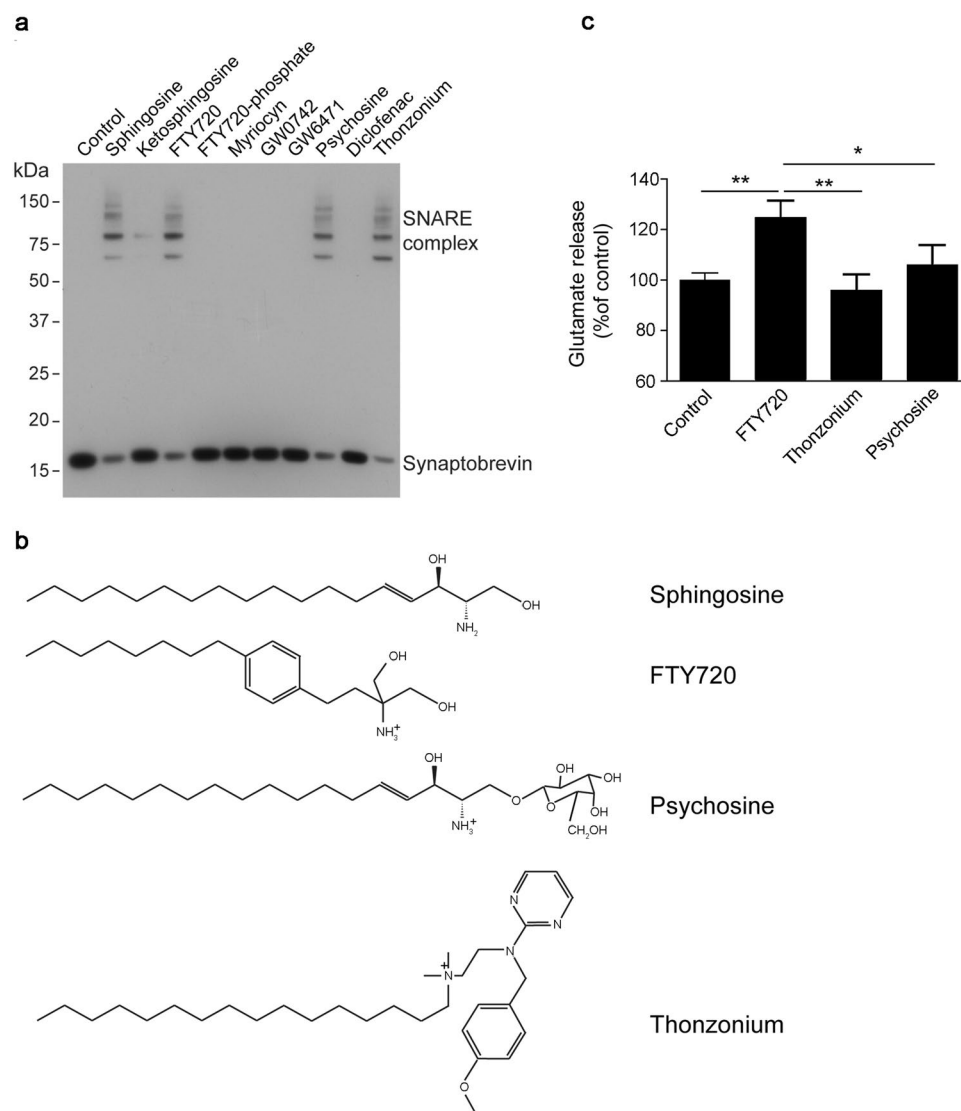 a
Control
Sphingosine
Ketosphingosine
FTY720
FTY720-phosphate
Myriocyn
GW0742
GW6471
Psychosine
Diclofenac
Thonzonium
kDa
150
75
50
37
25
20
15
SNARE
complex
Synaptobrevin
c
Glutamate release
(%of control)
140
120
100
80
60
**
**
*
Control
FTY720
Thonzonium
Psychosine
b
OH
OH
NH2
Sphingosine
OH
OH
NH3+
FTY720
OH
O
NH3+
O
OH
OH
OH
CH2OH
Psychosine
N
N
N
N+
O
Thonzonium